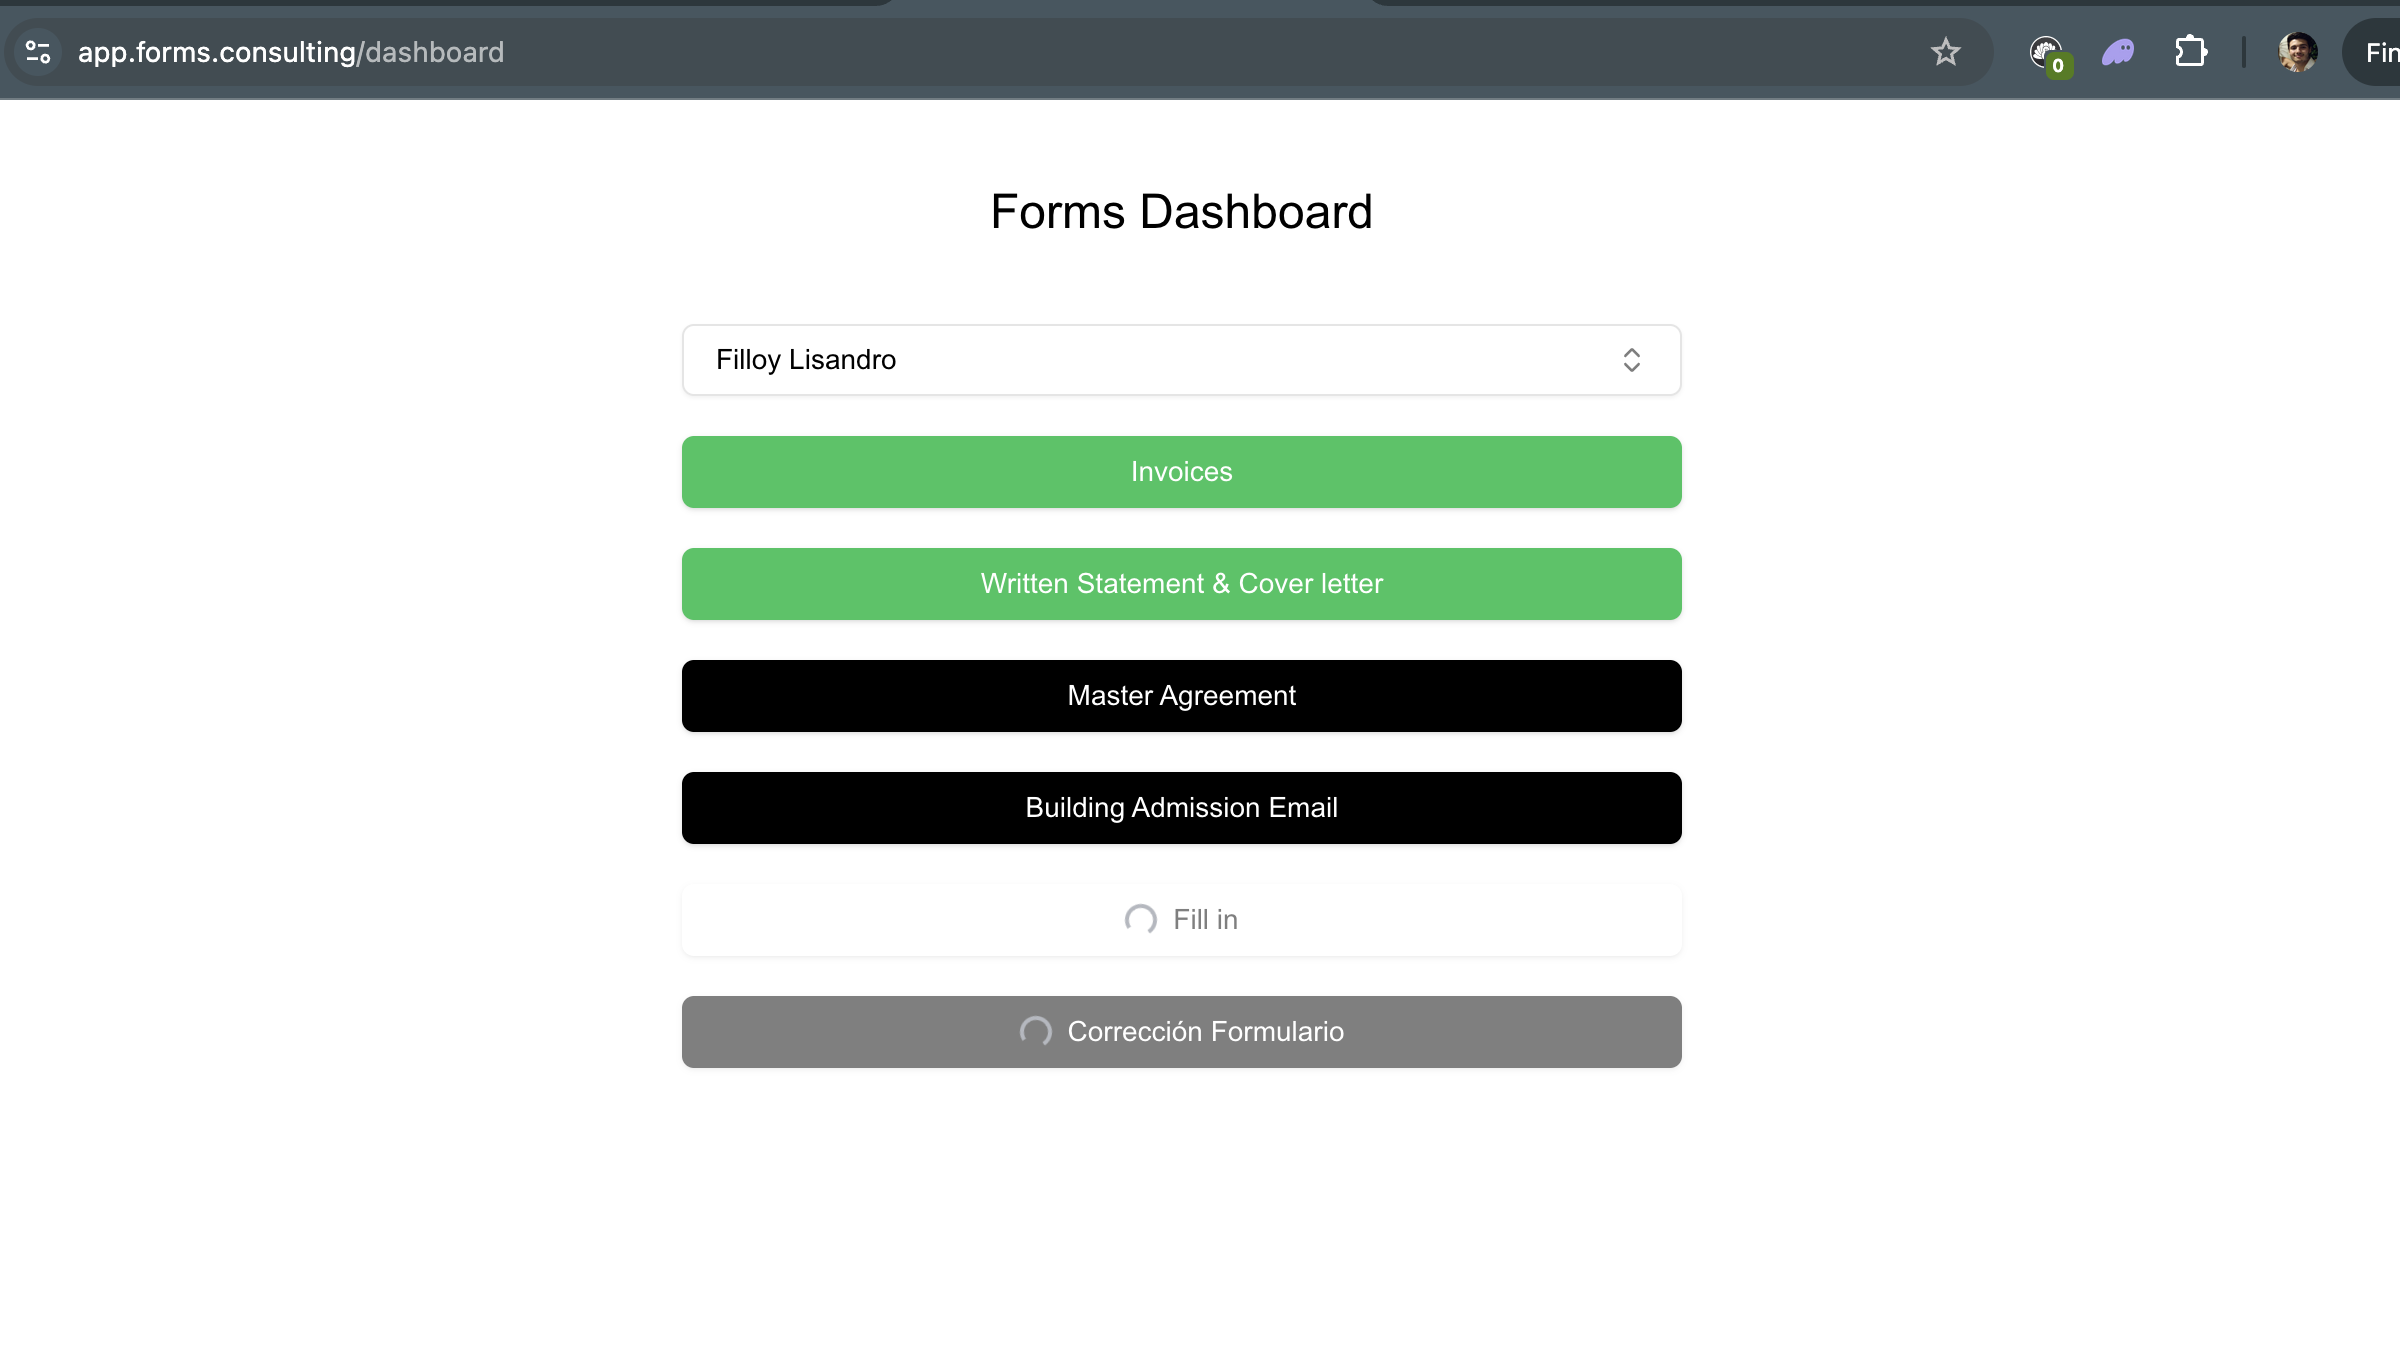 app.forms.consulting/dashboard
0
Fin
Forms Dashboard
Filloy Lisandro
Invoices
Written Statement & Cover letter
Master Agreement
Building Admission Email
Fill in
Corrección Formulario